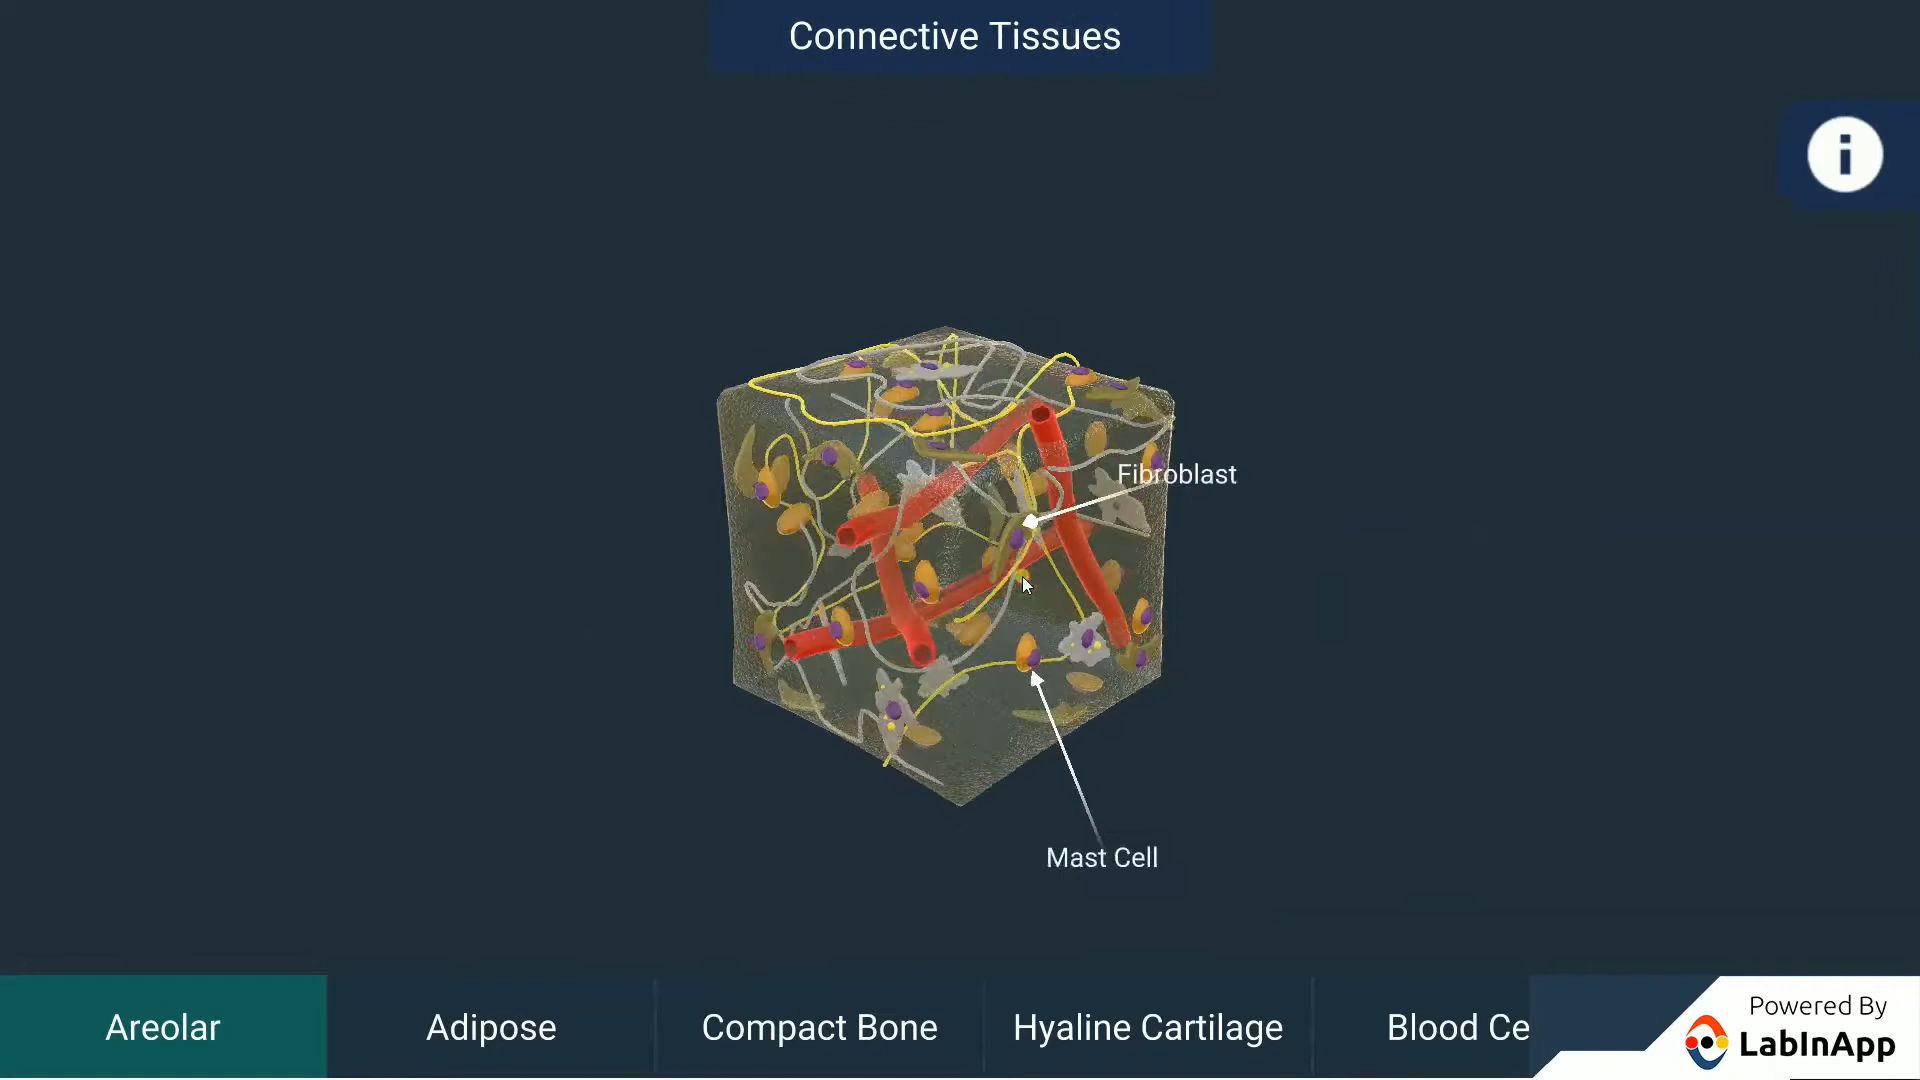 Connective Tissues
i
Fibroblast
Mast Cell
Areolar
Adipose
Compact Bone
Hyaline Cartilage
Blood Ce
Powered By
LabInApp